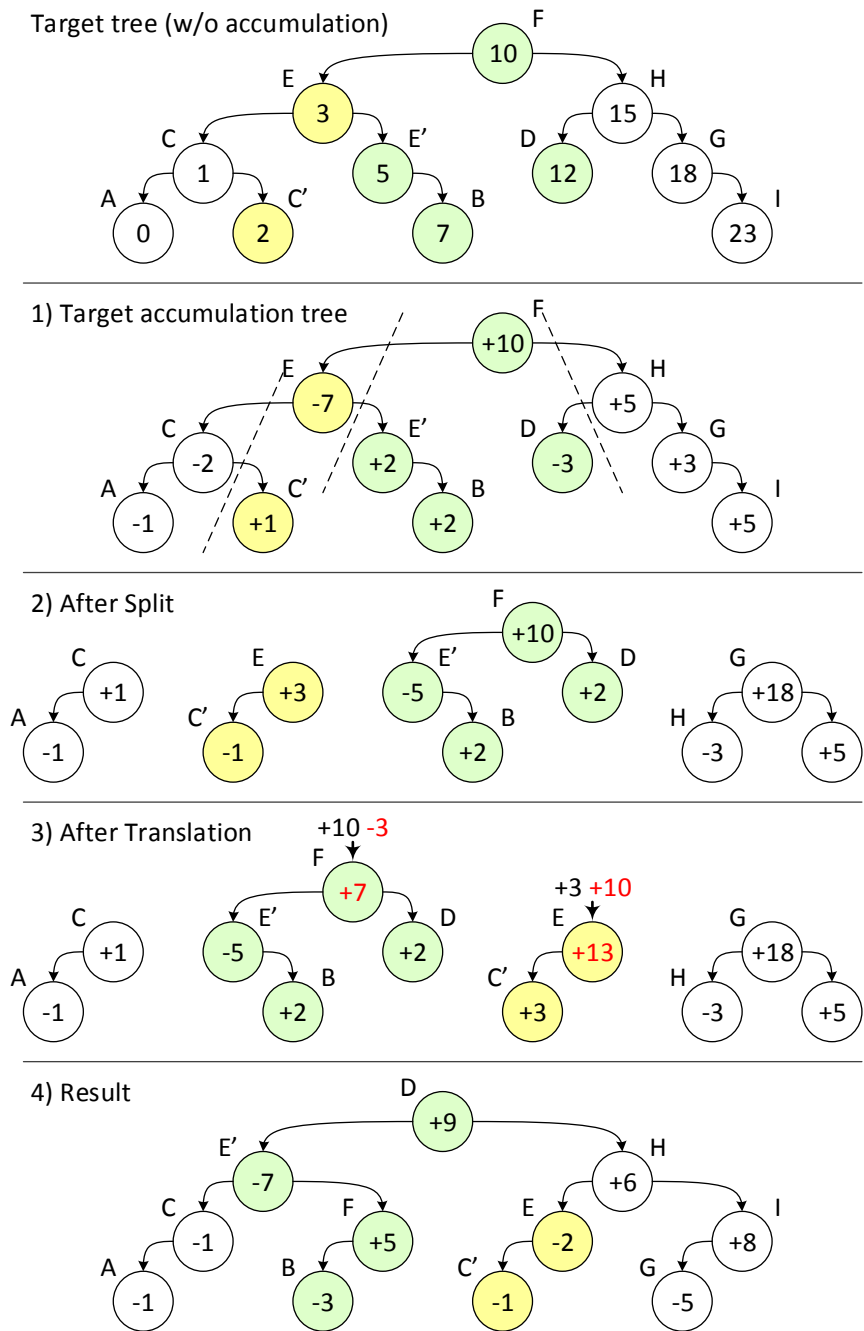 Target tree (w/o accumulation)
F
10
E
H
3
15
C
E'
D
G
1
5
12
18
A
C'
B
I
0
2
7
23
1) Target accumulation tree
F
+10
E
H
-7
+5
C
E'
D
G
-2
+2
-3
+3
A
C'
B
I
-1
+1
+2
+5
2) After Split
F
+10
C
E
E'
D
G
+1
+3
-5
+2
+18
A
C'
B
H
-1
-1
+2
-3
+5
3) After Translation
+10 -3
F
+7
+3 +10
C
E'
D
E
G
+1
-5
+2
+13
+18
A
B
C'
H
-1
+2
+3
-3
+5
4) Result
D
+9
E'
H
-7
+6
C
F
E
I
-1
+5
-2
+8
A
B
C'
G
-1
-3
-1
-5